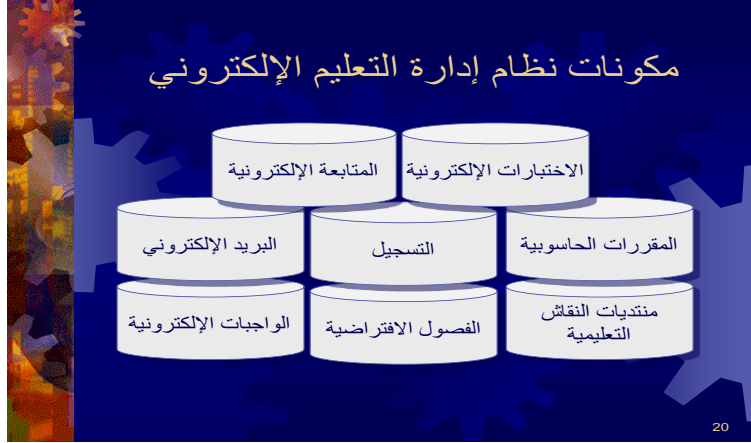 مكونات نظام إدارة التعليم الإلكتروني
الاختبارات الإلكترونية
المتابعة الإلكترونية
المقررات الحاسوبية
التسجيل
البريد الإلكتروني
منتديات النقاش
التعليمية
الفصول الافتراضية
الواجبات الإلكترونية
20